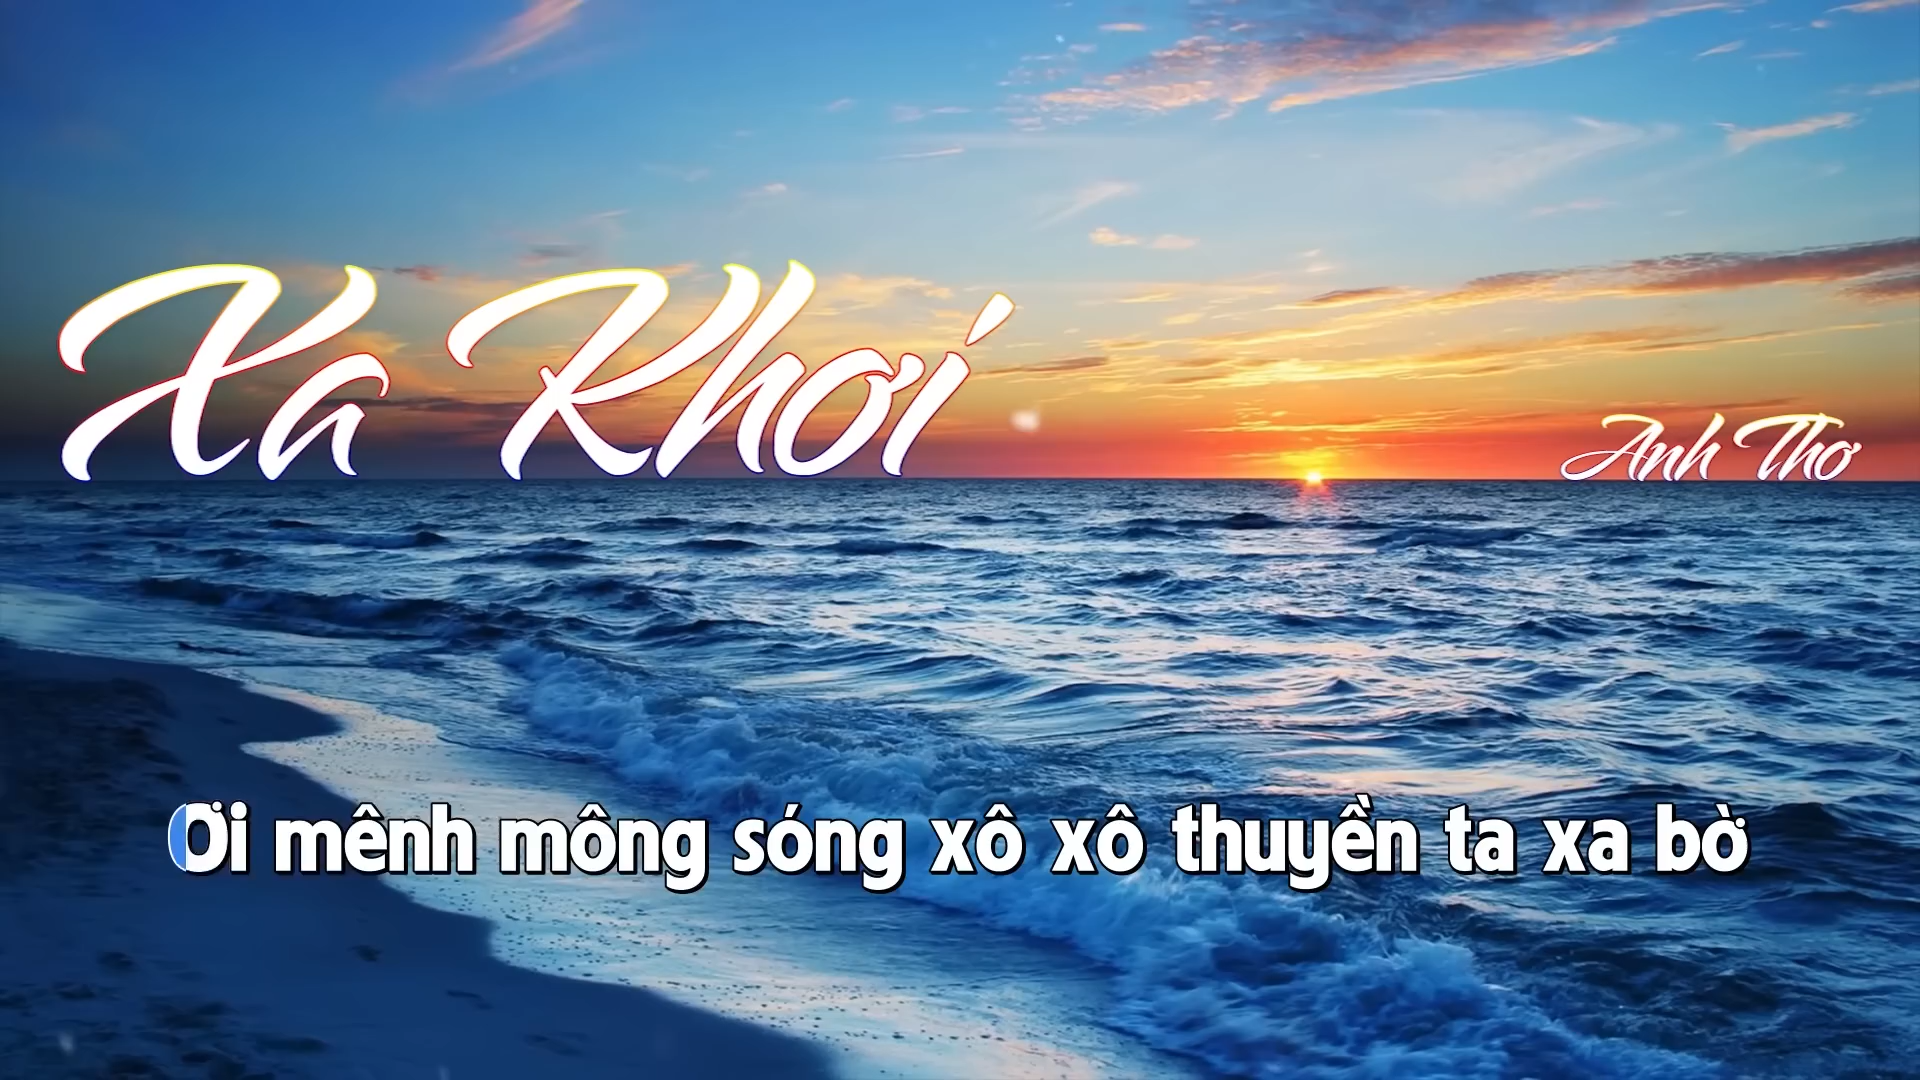 Xa Khơi
Anh Thơ
Ơi mênh mông sóng xô xô thuyền ta xa bờ